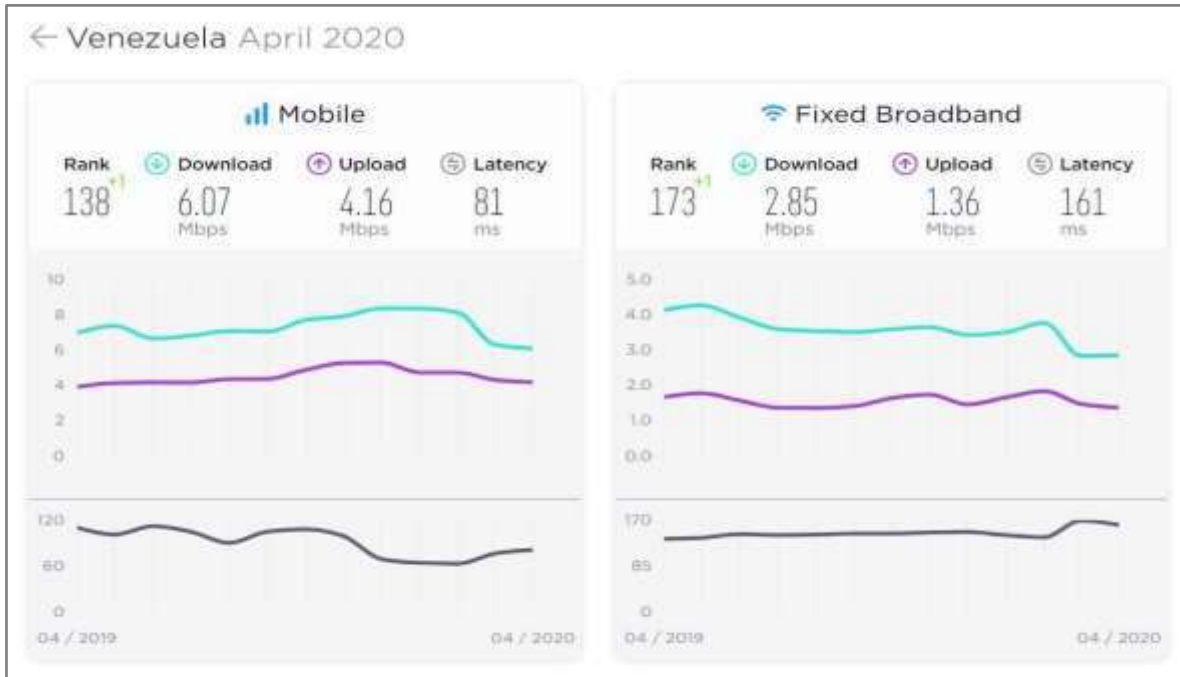 ← Venezuela April 2020
Mobile
Rank Download Upload Latency
138 +1 6.07 Mbps 4.16 Mbps 81 ms
10
8
6
4
2
0
120
60
0
04 / 2019 04 / 2020
Fixed Broadband
Rank Download Upload Latency
173 +1 2.85 Mbps 1.36 Mbps 161 ms
5.0
4.0
3.0
2.0
1.0
0.0
170
85
0
04 / 2019 04 / 2020